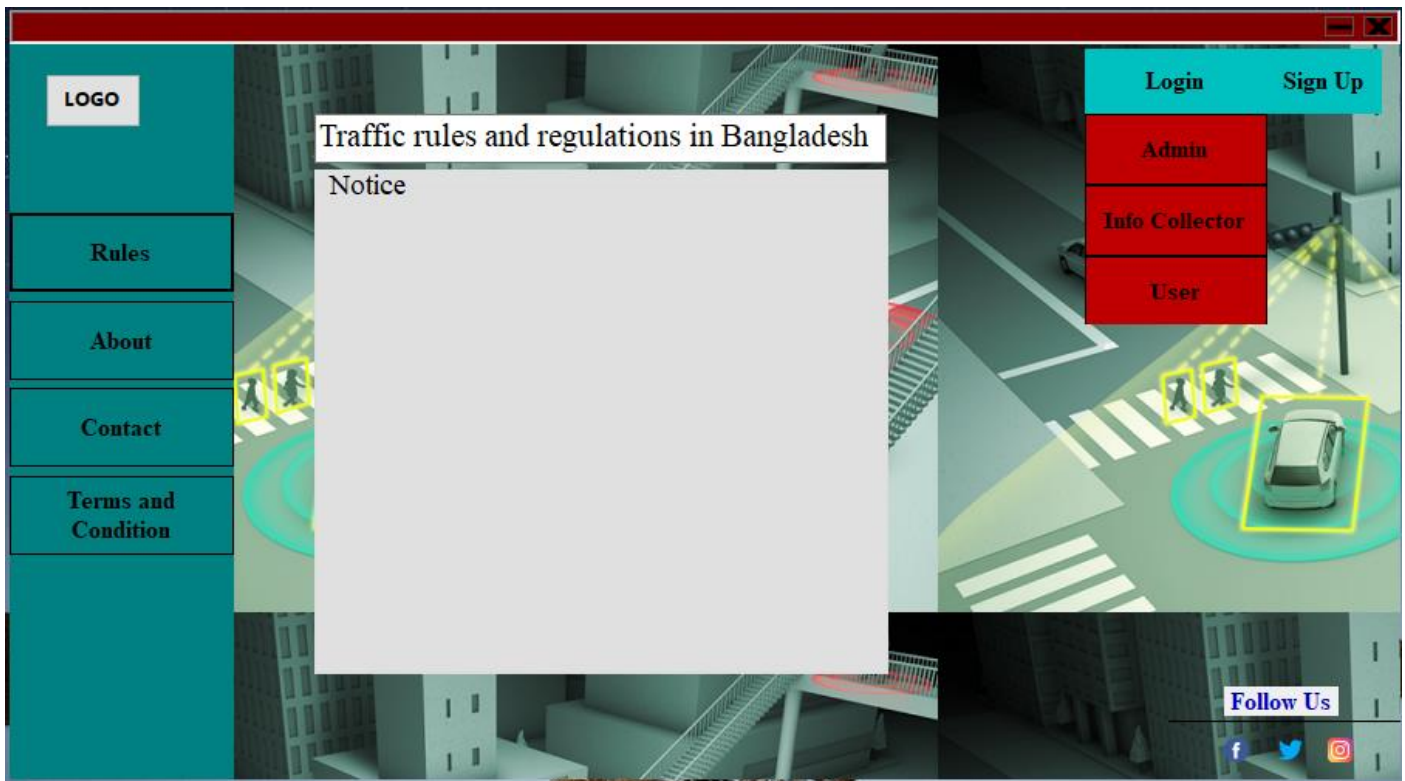 LOGO
Rules
About
Contact
Terms and
Condition
Traffic rules and regulations in Bangladesh
Notice
Login Sign Up
Admin
Info Collector
User
Follow Us